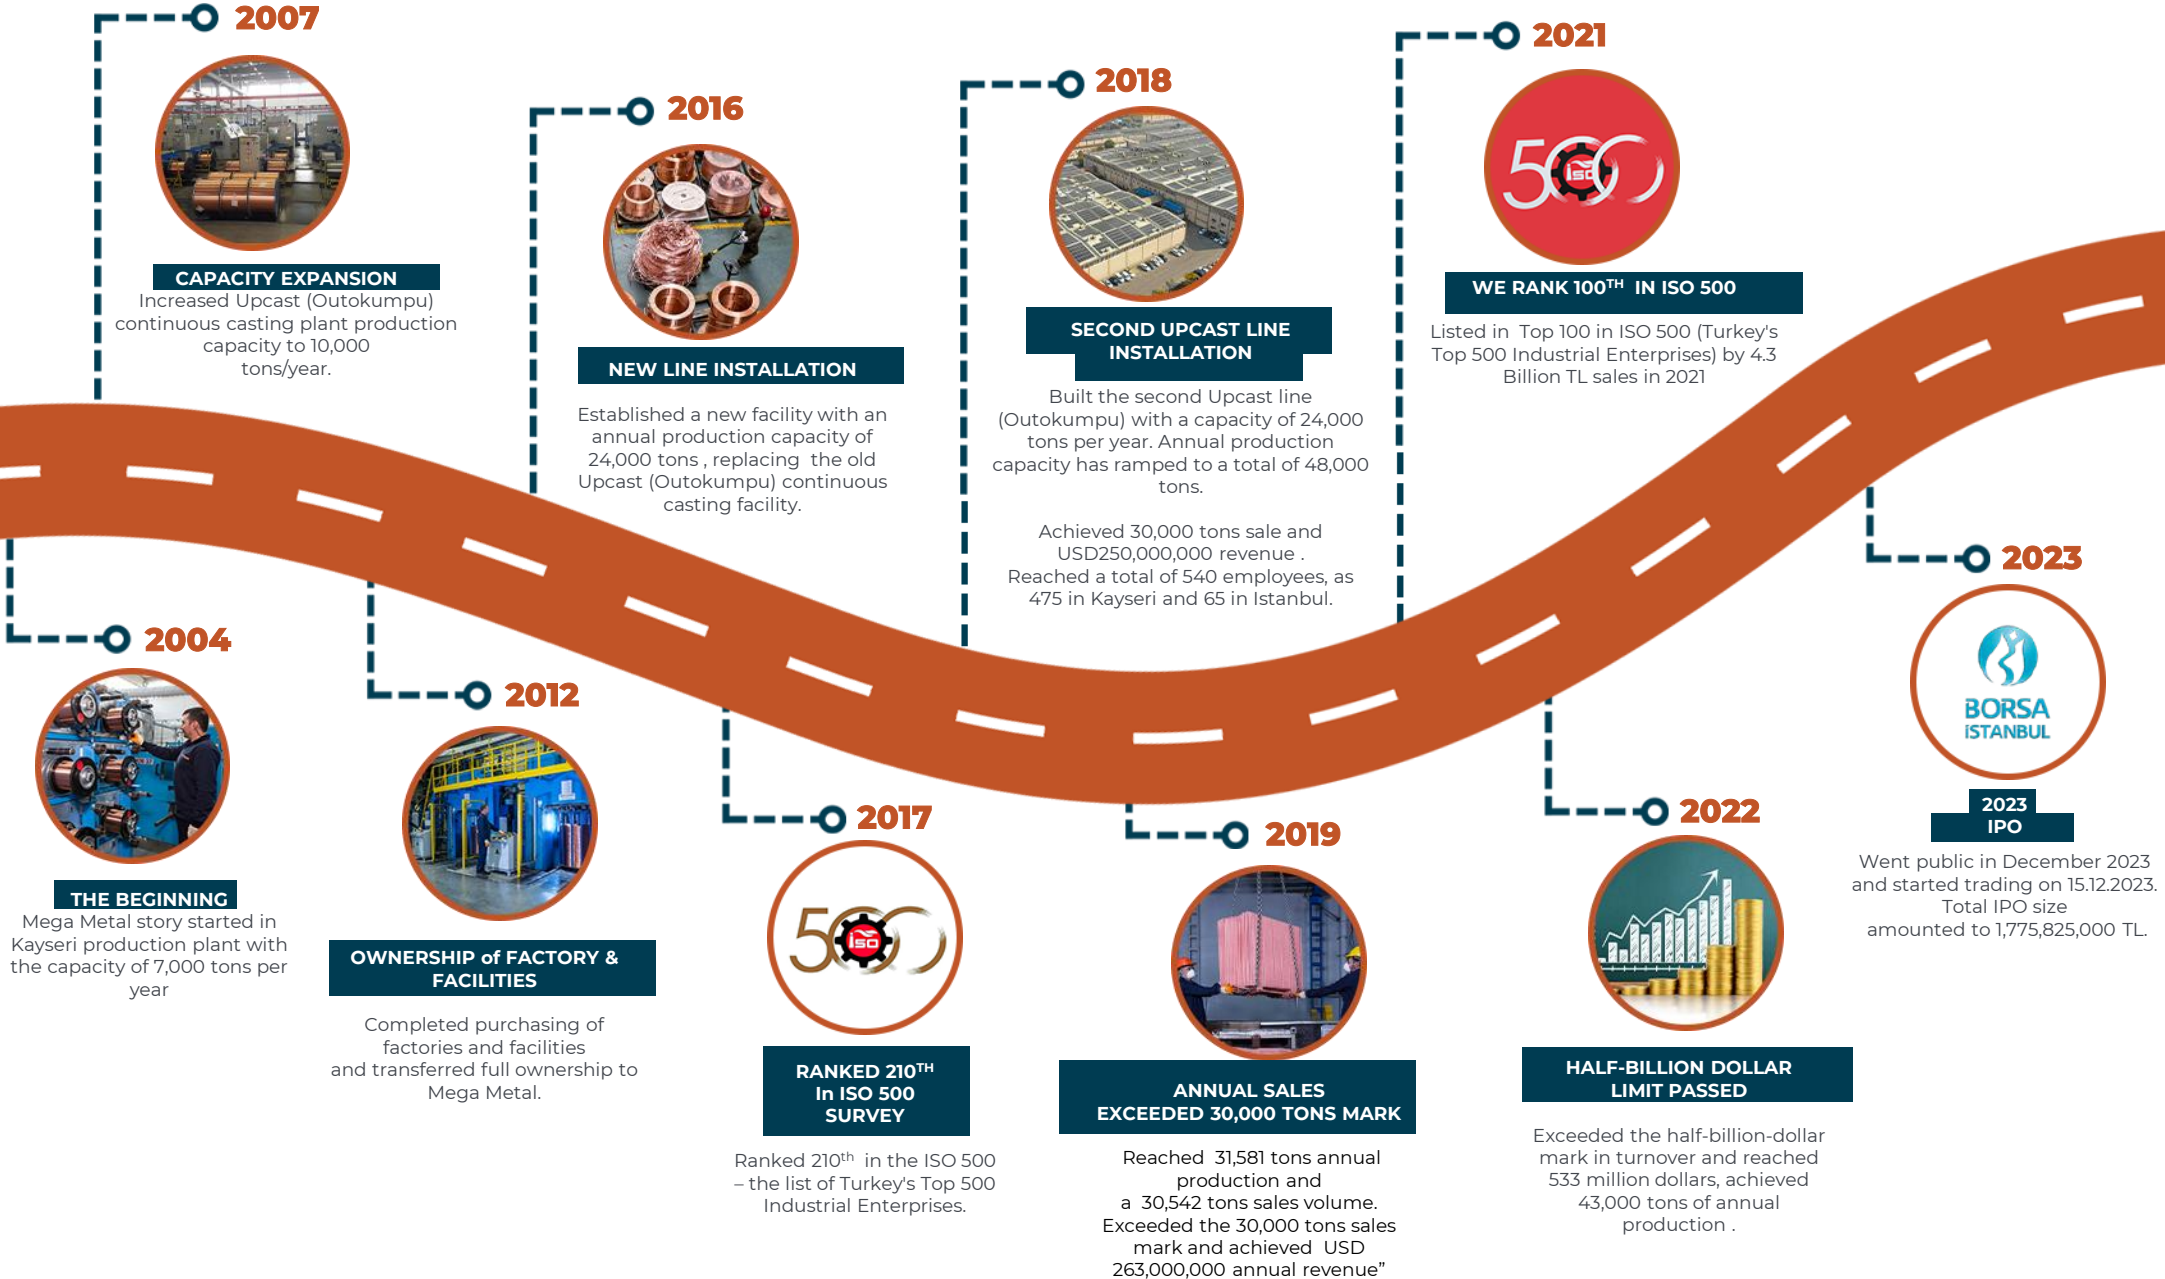 2007
CAPACITY EXPANSION
Increased Upcast (Outokumpu)
continuous casting plant production
capacity to 10,000
tons/year.
2016
NEW LINE INSTALLATION
Established a new facility with an
annual production capacity of
24,000 tons , replacing the old
Upcast (Outokumpu) continuous
casting facility.
2018
SECOND UPCAST LINE
INSTALLATION
Built the second Upcast line
(Outokumpu) with a capacity of 24,000
tons per year. Annual production
capacity has ramped to a total of 48,000
tons.
Achieved 30,000 tons sale and
USD250,000,000 revenue .
Reached a total of 540 employees, as
475 in Kayseri and 65 in Istanbul.
2021
500
iso
WE RANK 100TH IN ISO 500
Listed in Top 100 in ISO 500 (Turkey's
Top 500 Industrial Enterprises) by 4.3
Billion TL sales in 2021
2004
THE BEGINNING
Mega Metal story started in
Kayseri production plant with
the capacity of 7,000 tons per
year
2012
OWNERSHIP of FACTORY &
FACILITIES
Completed purchasing of
factories and facilities
and transferred full ownership to
Mega Metal.
2017
500
iso
RANKED 210TH
In ISO 500
SURVEY
Ranked 210th in the ISO 500
– the list of Turkey's Top 500
Industrial Enterprises.
2019
ANNUAL SALES
EXCEEDED 30,000 TONS MARK
Reached 31,581 tons annual
production and
a 30,542 tons sales volume.
Exceeded the 30,000 tons sales
mark and achieved USD
263,000,000 annual revenue”
2022
HALF-BILLION DOLLAR
LIMIT PASSED
Exceeded the half-billion-dollar
mark in turnover and reached
533 million dollars, achieved
43,000 tons of annual
production .
2023
BORSA
İSTANBUL
2023
IPO
Went public in December 2023
and started trading on 15.12.2023.
Total IPO size
amounted to 1,775,825,000 TL.